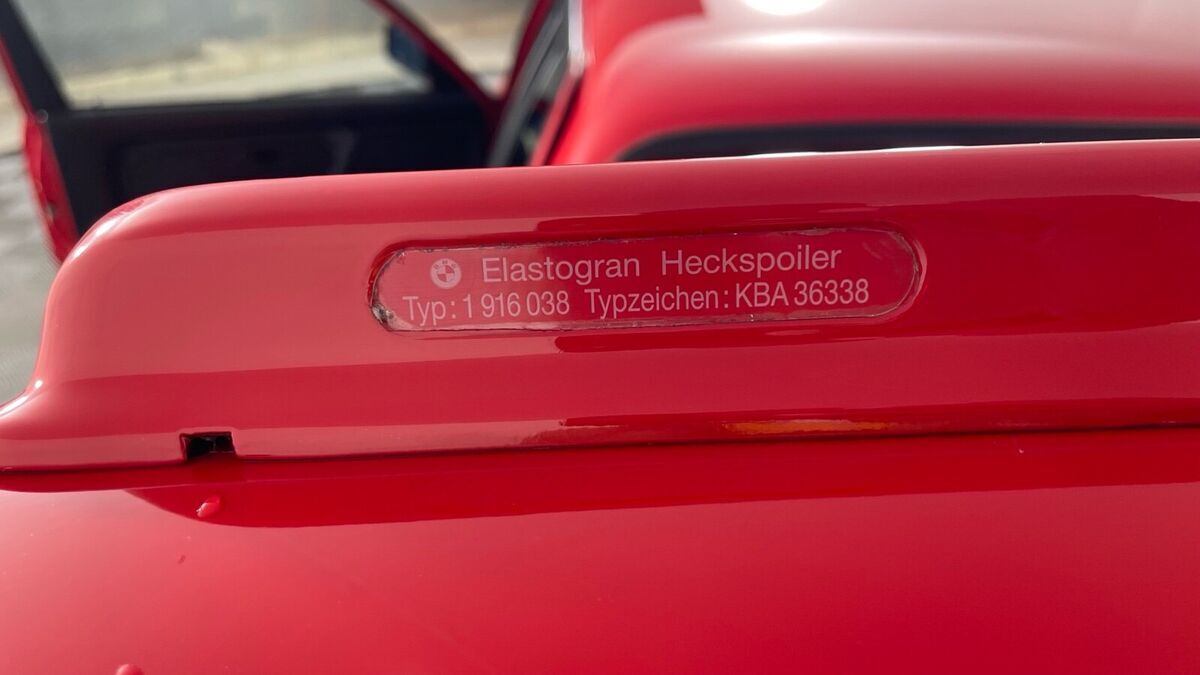 Elastogran Heckspoiler
Typ: 1 916 038 Typzeichen: KBA 36338